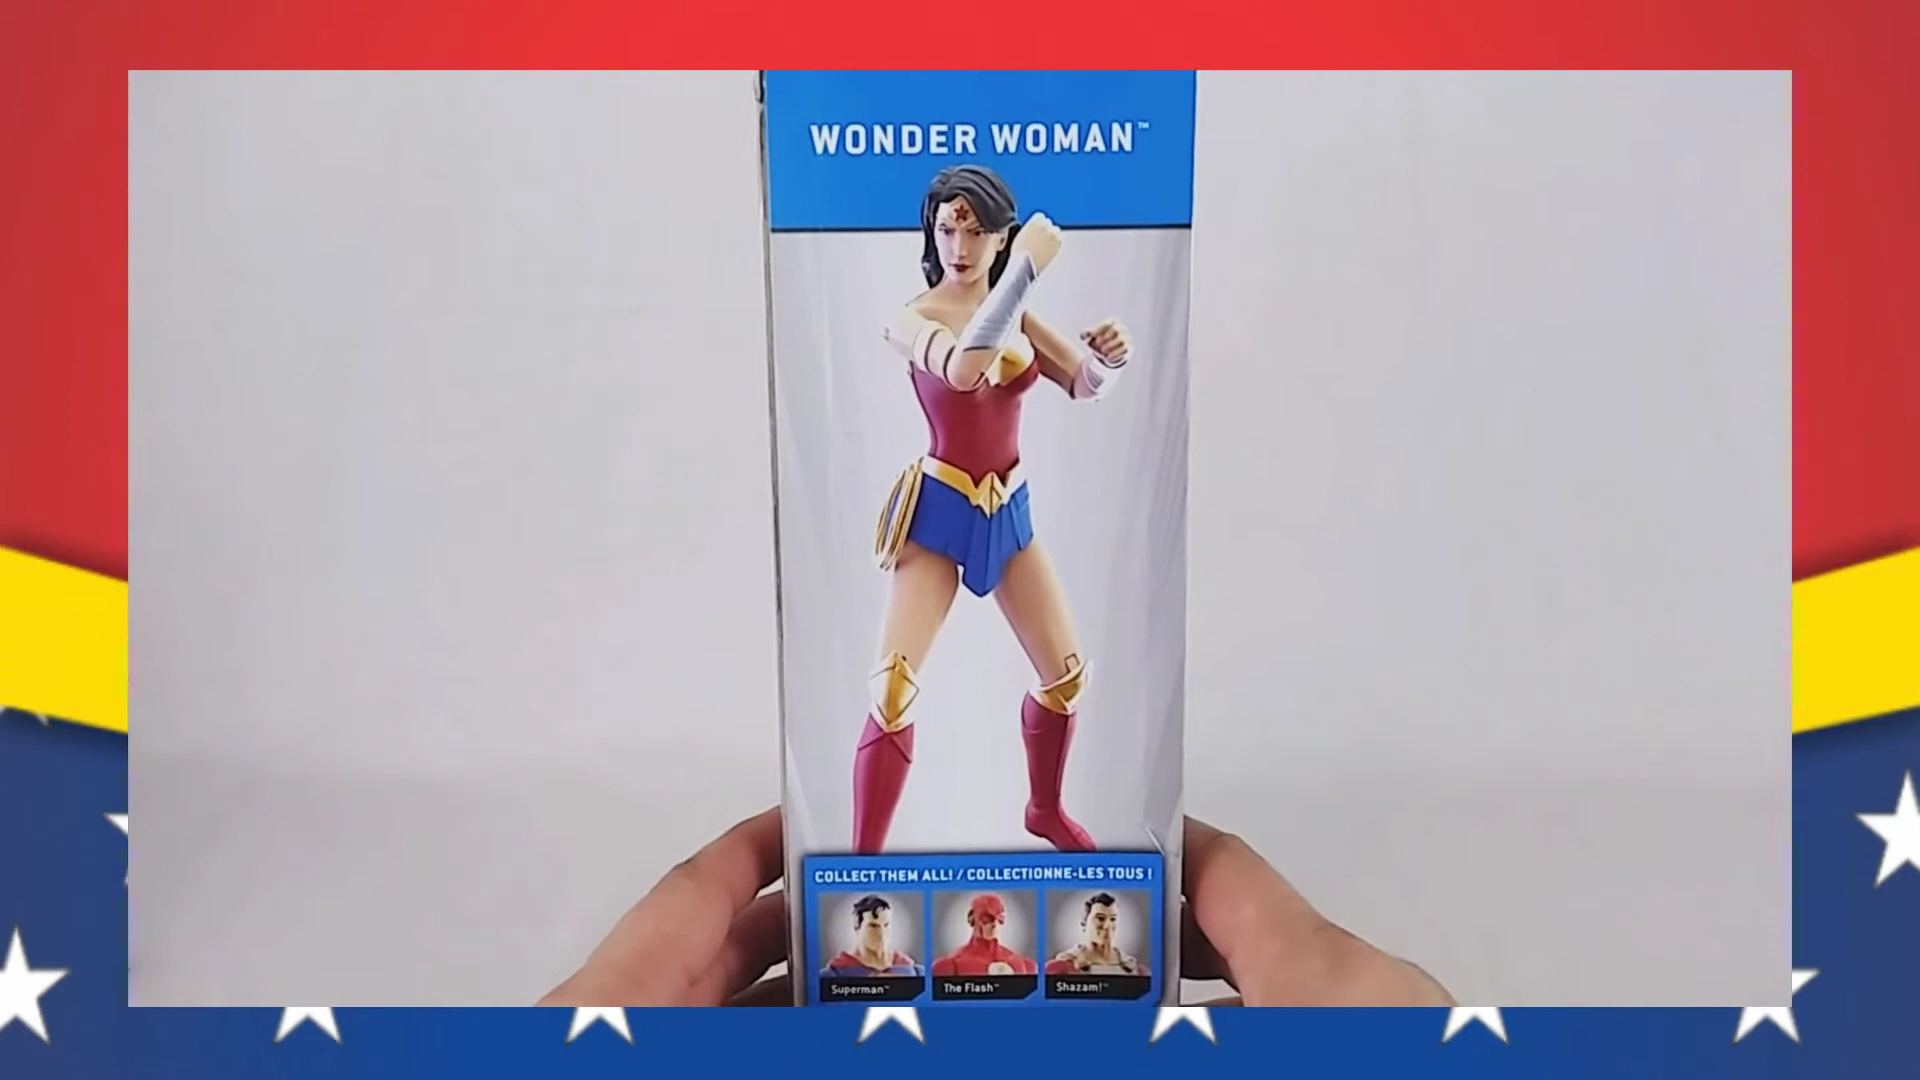 WONDER WOMAN™
COLLECT THEM ALL! / COLLECTIONNE-LES TOUS !
Superman™
The Flash™
Shazam!™